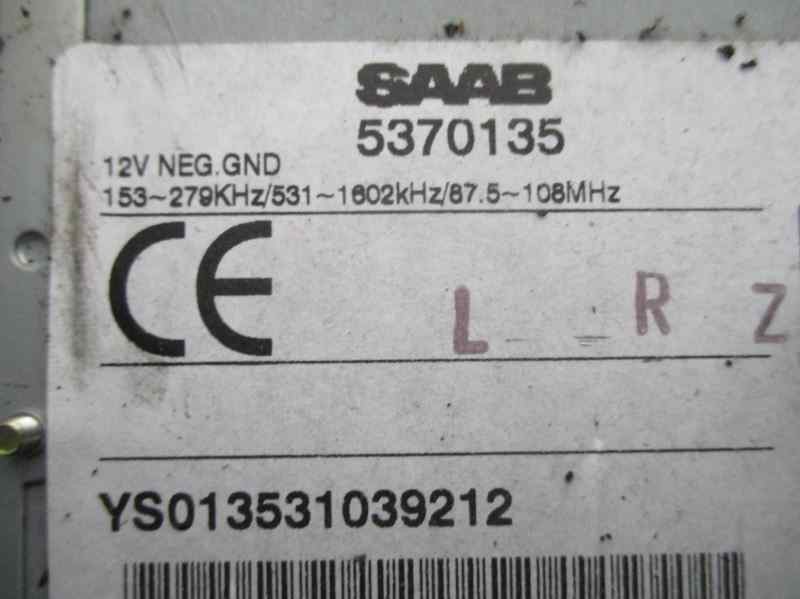 SAAB
5370135
12V NEG.GND
153~279KHz/531~1602kHz/87.5~108MHz
CE
L R Z
YS013531039212